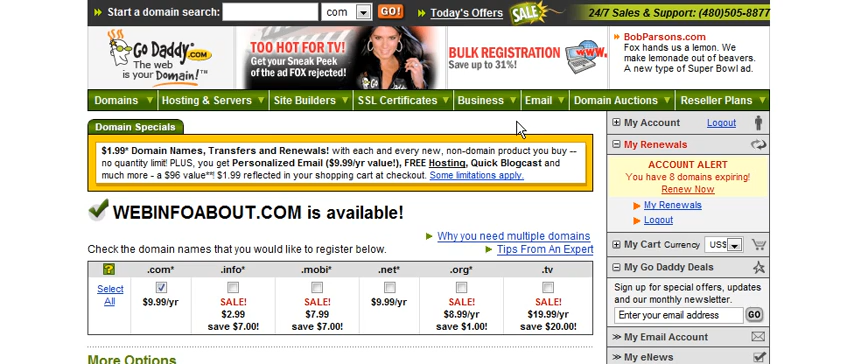 Start a domain search: com GO! Today's Offers SALE 24/7 Sales & Support: (480)505-8877
Go Daddy.COM
The web
is your Domain!™
TOO HOT FOR TV!
Get your Sneak Peek
of the ad FOX rejected!
BULK REGISTRATION
Save up to 31%!
www.
BobParsons.com
Fox hands us a lemon. We
make lemonade out of beavers.
A new type of Super Bowl ad.
Domains Hosting & Servers Site Builders SSL Certificates Business Email Domain Auctions Reseller Plans
Domain Specials
$1.99* Domain Names, Transfers and Renewals! with each and every new, non-domain product you buy --
no quantity limit! PLUS, you get Personalized Email ($9.99/yr value!), FREE Hosting, Quick Blogcast and
much more - a $96 value**! $1.99 reflected in your shopping cart at checkout. Some limitations apply.
WEBINFOABOUT.COM is available!
Why you need multiple domains
Check the domain names that you would like to register below. Tips From An Expert
? .com* .info* .mobi* .net* .org* .tv
Select
All
$9.99/yr SALE! SALE! $9.99/yr SALE! SALE!
$2.99 $7.99 $8.99/yr $19.99/yr
save $7.00! save $7.00! save $1.00! save $20.00!
More Options
My Account Logout
My Renewals
ACCOUNT ALERT
You have 8 domains expiring!
Renew Now
My Renewals
Logout
My Cart Currency US$
My Go Daddy Deals
Sign up for special offers, updates
and our monthly newsletter.
Enter your email address GO
My Email Account
My eNews